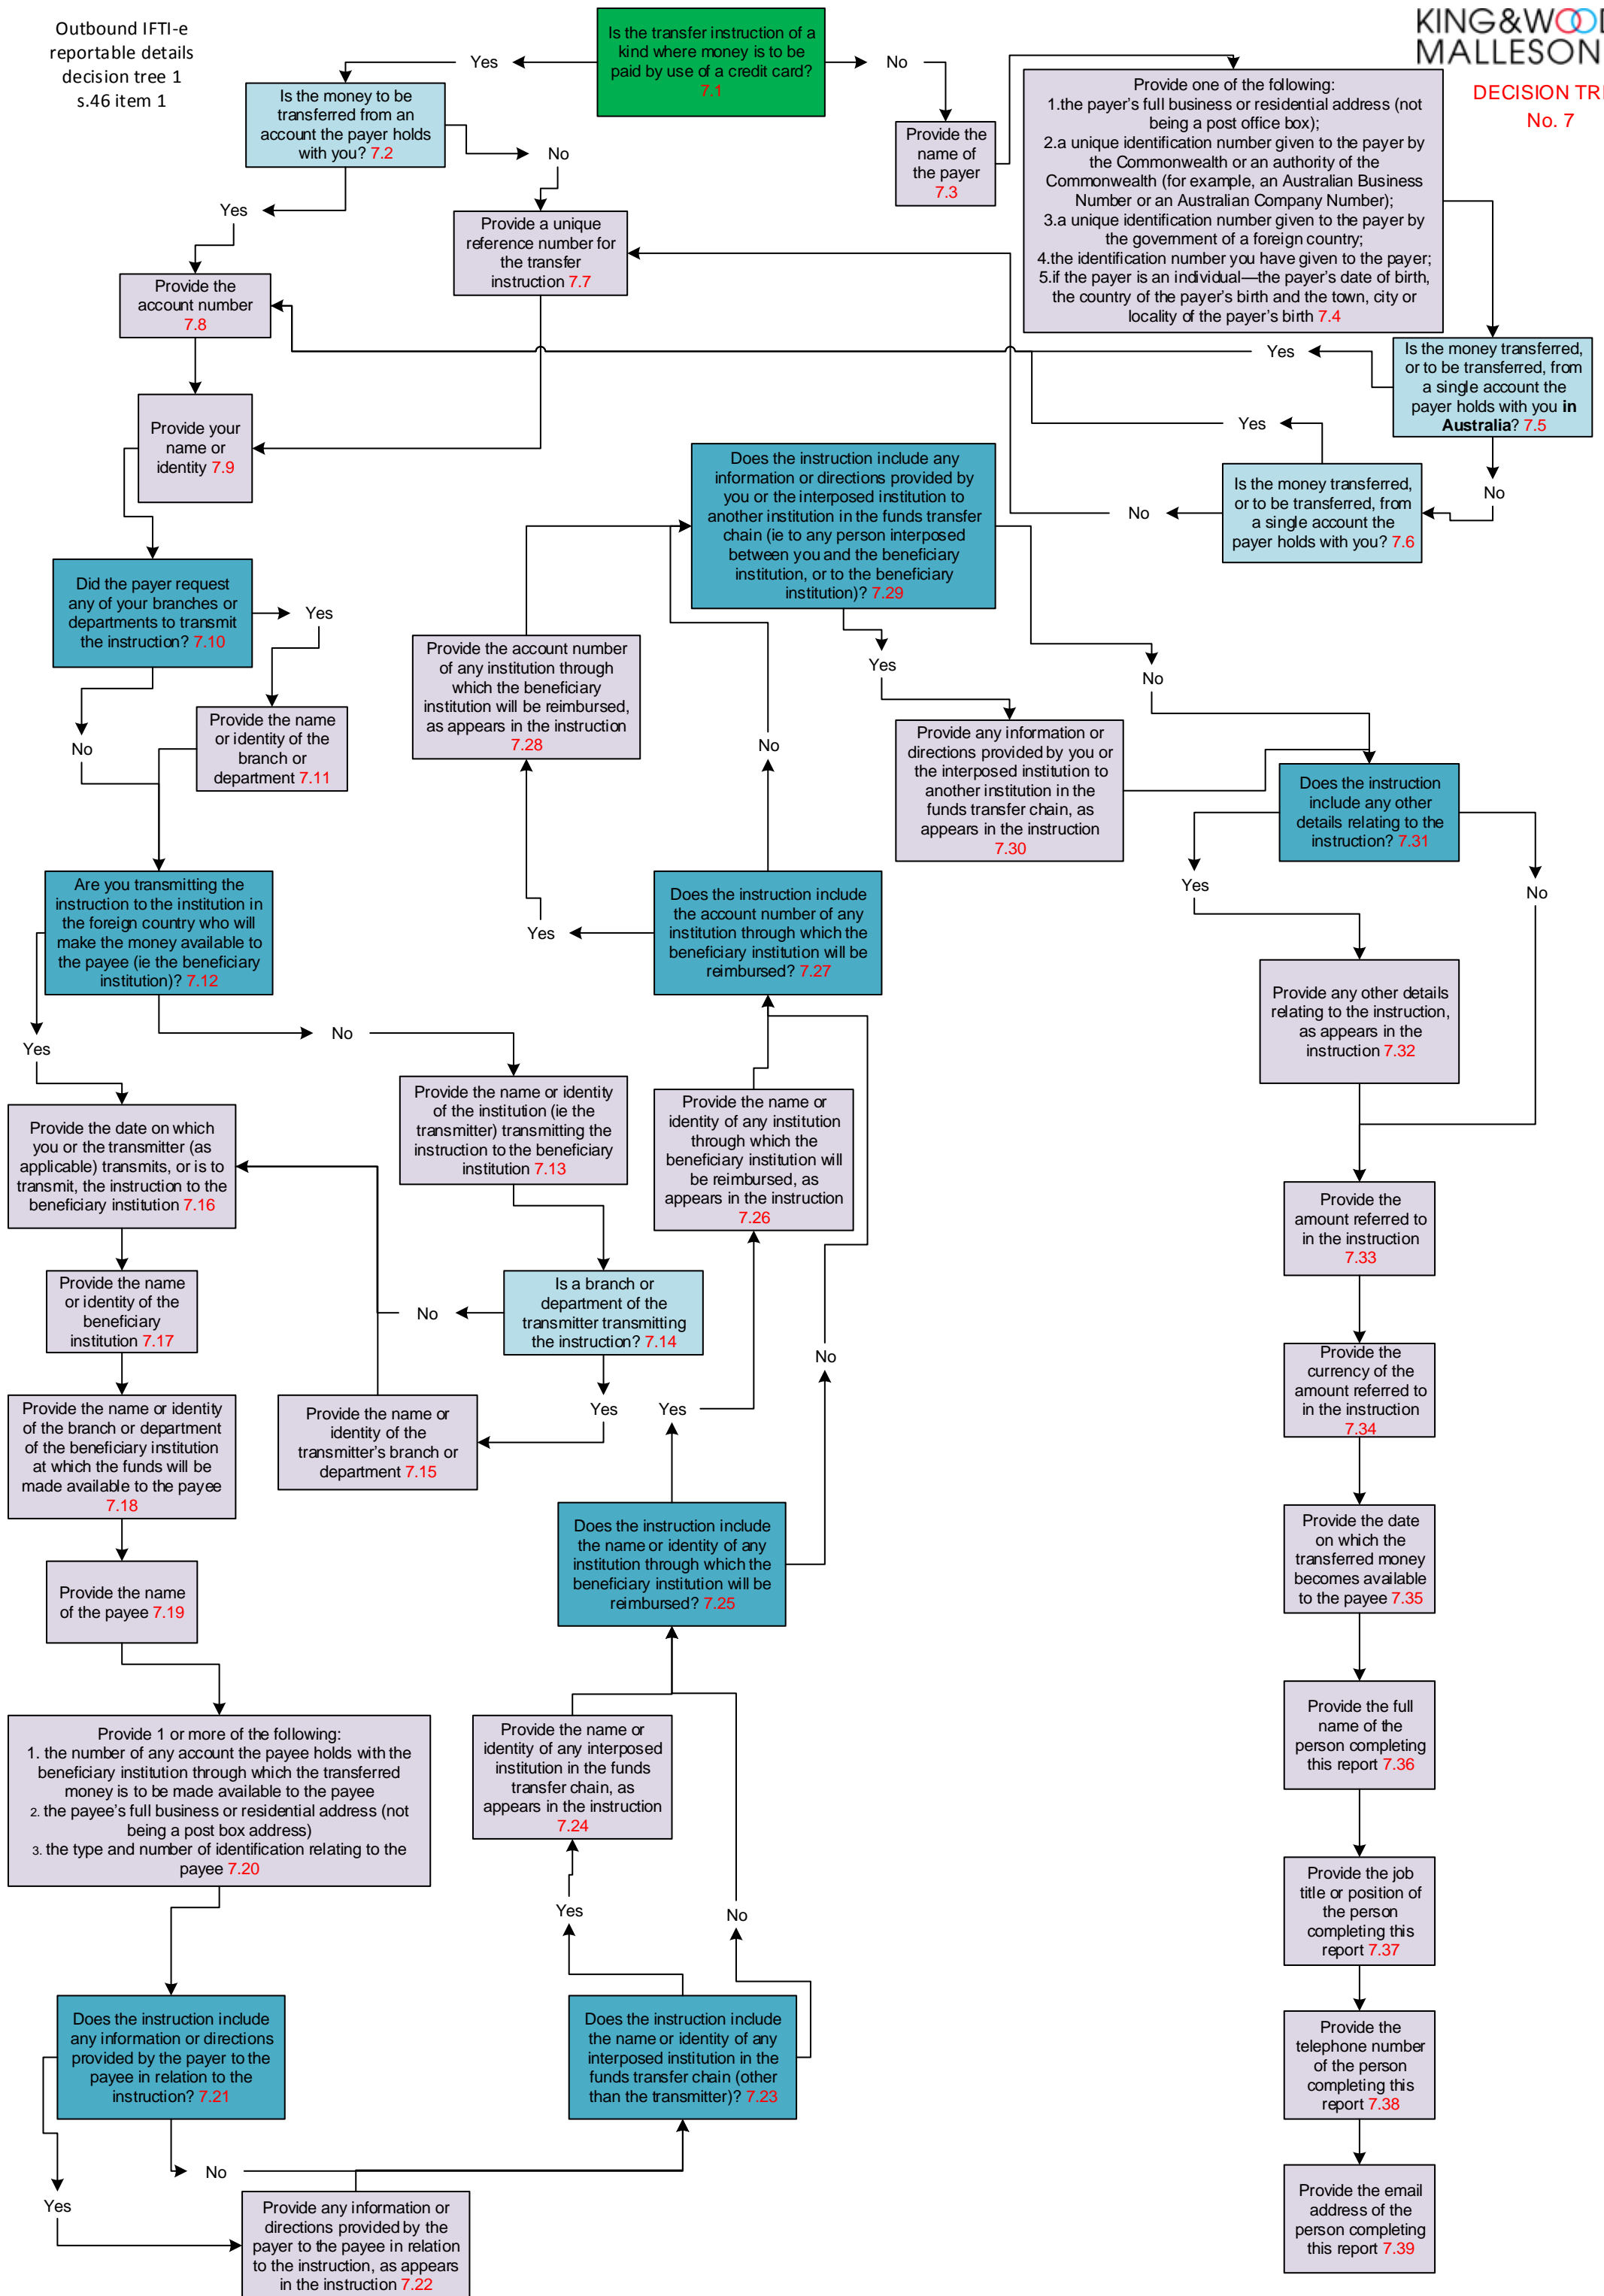 Outbound IFTI-e
reportable details
decision tree 1
s.46 item 1
KING&WOOD
MALLESON
DECISION TRE
No. 7
Is the transfer instruction of a
kind where money is to be
paid by use of a credit card?
7.1
Yes
No
Is the money to be
transferred from an
account the payer holds
with you? 7.2
No
Yes
Provide the
name of
the payer
7.3
Provide one of the following:
1.the payer's full business or residential address (not
being a post office box);
2.a unique identification number given to the payer by
the Commonwealth or an authority of the
Commonwealth (for example, an Australian Business
Number or an Australian Company Number);
3.a unique identification number given to the payer by
the government of a foreign country;
4.the identification number you have given to the payer;
5.if the payer is an individual—the payer's date of birth,
the country of the payer's birth and the town, city or
locality of the payer's birth 7.4
Is the money transferred,
or to be transferred, from
a single account the
payer holds with you in
Australia? 7.5
Yes
No
Is the money transferred,
or to be transferred, from
a single account the
payer holds with you? 7.6
Yes
No
Provide a unique
reference number for
the transfer
instruction 7.7
Provide the
account number
7.8
Provide your
name or
identity 7.9
Did the payer request
any of your branches or
departments to transmit
the instruction? 7.10
Yes
No
Provide the name
or identity of the
branch or
department 7.11
Are you transmitting the
instruction to the institution in
the foreign country who will
make the money available to
the payee (ie the beneficiary
institution)? 7.12
No
Yes
Provide the name or identity
of the institution (ie the
transmitter) transmitting the
instruction to the beneficiary
institution 7.13
Is a branch or
department of the
transmitter transmitting
the instruction? 7.14
No
Yes
Provide the name or
identity of the
transmitter's branch or
department 7.15
Provide the date on which
you or the transmitter (as
applicable) transmits, or is to
transmit, the instruction to the
beneficiary institution 7.16
Provide the name
or identity of the
beneficiary
institution 7.17
Provide the name or identity
of the branch or department
of the beneficiary institution
at which the funds will be
made available to the payee
7.18
Provide the name
of the payee 7.19
Provide 1 or more of the following:
1. the number of any account the payee holds with the
beneficiary institution through which the transferred
money is to be made available to the payee
2. the payee's full business or residential address (not
being a post box address)
3. the type and number of identification relating to the
payee 7.20
Does the instruction include
any information or directions
provided by the payer to the
payee in relation to the
instruction? 7.21
No
Yes
Provide any information or
directions provided by the
payer to the payee in relation
to the instruction, as appears
in the instruction 7.22
Does the instruction include
the name or identity of any
interposed institution in the
funds transfer chain (other
than the transmitter)? 7.23
Yes
No
Provide the name or
identity of any interposed
institution in the funds
transfer chain, as
appears in the instruction
7.24
Does the instruction include
the name or identity of any
institution through which the
beneficiary institution will be
reimbursed? 7.25
Yes
No
Provide the name or
identity of any institution
through which the
beneficiary institution will
be reimbursed, as
appears in the instruction
7.26
Does the instruction include
the account number of any
institution through which the
beneficiary institution will be
reimbursed? 7.27
Yes
No
Provide the account number
of any institution through
which the beneficiary
institution will be reimbursed,
as appears in the instruction
7.28
Does the instruction include any
information or directions provided by
you or the interposed institution to
another institution in the funds transfer
chain (ie to any person interposed
between you and the beneficiary
institution, or to the beneficiary
institution)? 7.29
Yes
No
Provide any information or
directions provided by you or
the interposed institution to
another institution in the
funds transfer chain, as
appears in the instruction
7.30
Does the instruction
include any other
details relating to the
instruction? 7.31
Yes
No
Provide any other details
relating to the instruction,
as appears in the
instruction 7.32
Provide the
amount referred to
in the instruction
7.33
Provide the
currency of the
amount referred to
in the instruction
7.34
Provide the date
on which the
transferred money
becomes available
to the payee 7.35
Provide the full
name of the
person completing
this report 7.36
Provide the job
title or position of
the person
completing this
report 7.37
Provide the
telephone number
of the person
completing this
report 7.38
Provide the email
address of the
person completing
this report 7.39